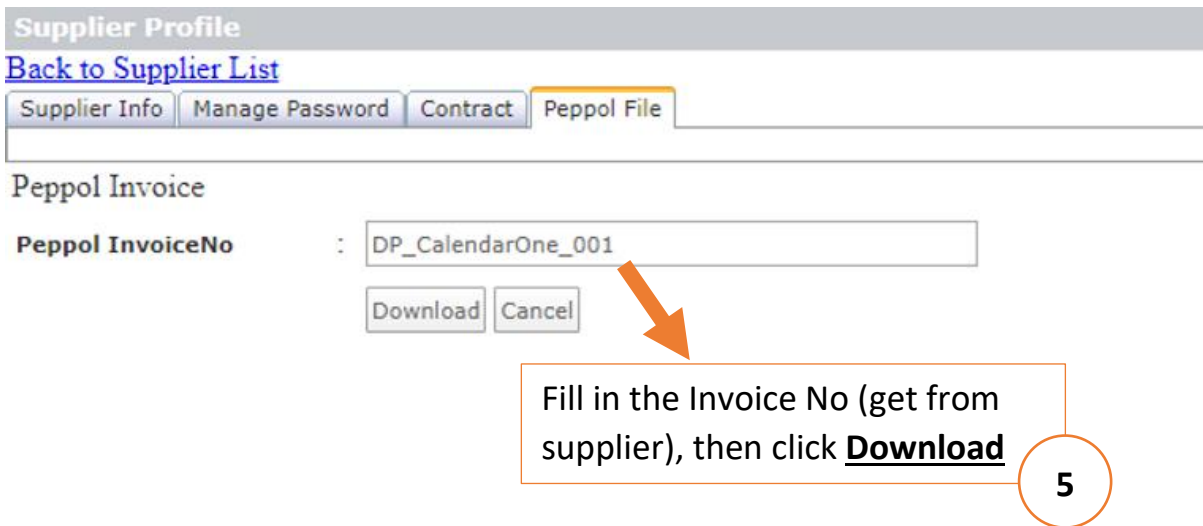 Supplier Profile
Back to Supplier List
Supplier Info Manage Password Contract Peppol File
Peppol Invoice
Peppol InvoiceNo : DP_CalendarOne_001
Download Cancel
Fill in the Invoice No (get from
supplier), then click Download
5